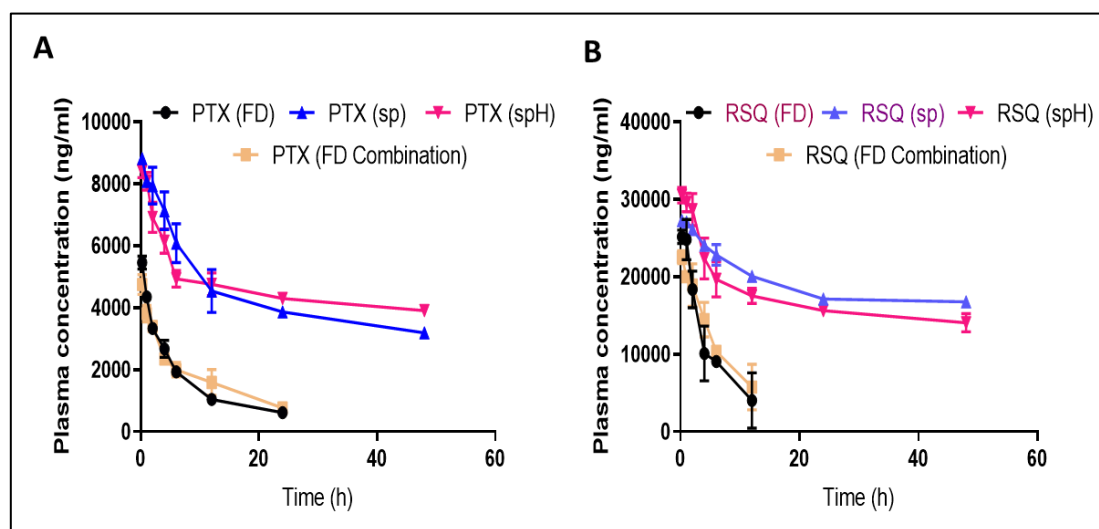 A
PTX (FD) PTX (sp) PTX (spH)
PTX (FD Combination)
Plasma concentration (ng/ml)
10000
8000
6000
4000
2000
0
0 20 40 60
Time (h)
B
RSQ (FD) RSQ (sp) RSQ (spH)
RSQ (FD Combination)
Plasma concentration (ng/ml)
40000
30000
20000
10000
0
0 20 40 60
Time (h)